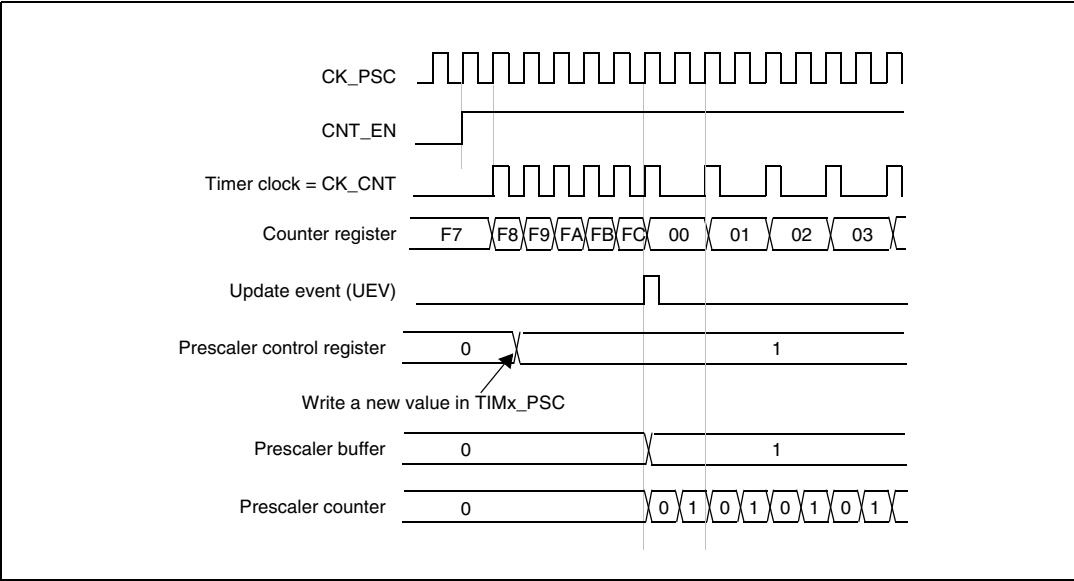 CK_PSC
CNT_EN
Timer clock = CK_CNT
Counter register F7 F8 F9 FA FB FC 00 01 02 03
Update event (UEV)
Prescaler control register 0 1
Write a new value in TIMx_PSC
Prescaler buffer 0 1
Prescaler counter 0 0 1 0 1 0 1 0 1